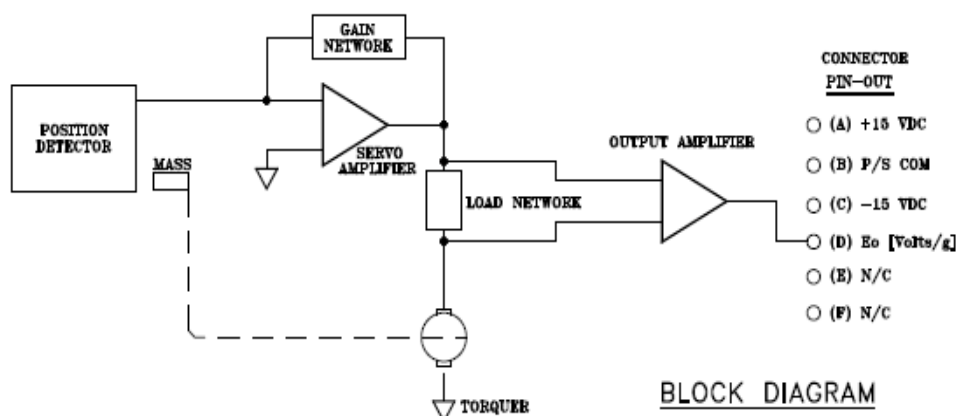 GAIN
NETWORK
POSITION
DETECTOR
MASS
SERVO
AMPLIFIER
LOAD NETWORK
OUTPUT AMPLIFIER
TORQUER
CONNECTOR
PIN-OUT
(A) +15 VDC
(B) P/S COM
(C) -15 VDC
(D) Eo [Volts/g]
(E) N/C
(F) N/C
BLOCK DIAGRAM